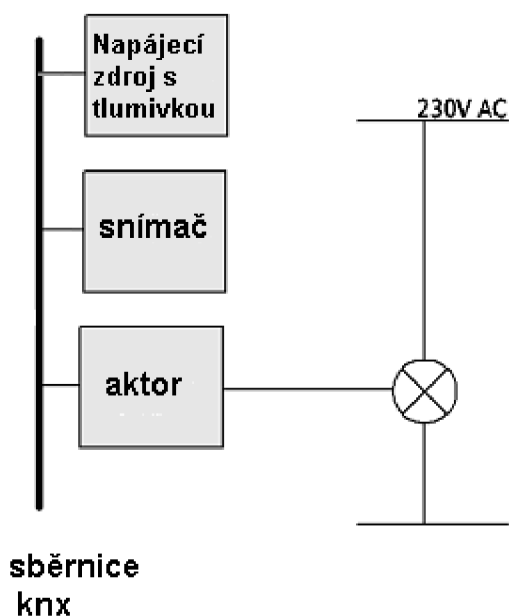 Napájecí
zdroj s
tlumivkou
230V AC
snímač
aktor
sběrnice
knx